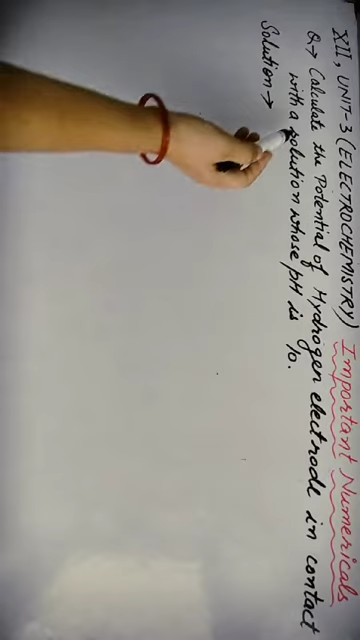 XII, UNIT-3 (ELECTROCHEMISTRY) Important Numericals
Q→ Calculate the Potential of Hydrogen electrode in contact
with a solution whose pH is 10.
Solution→